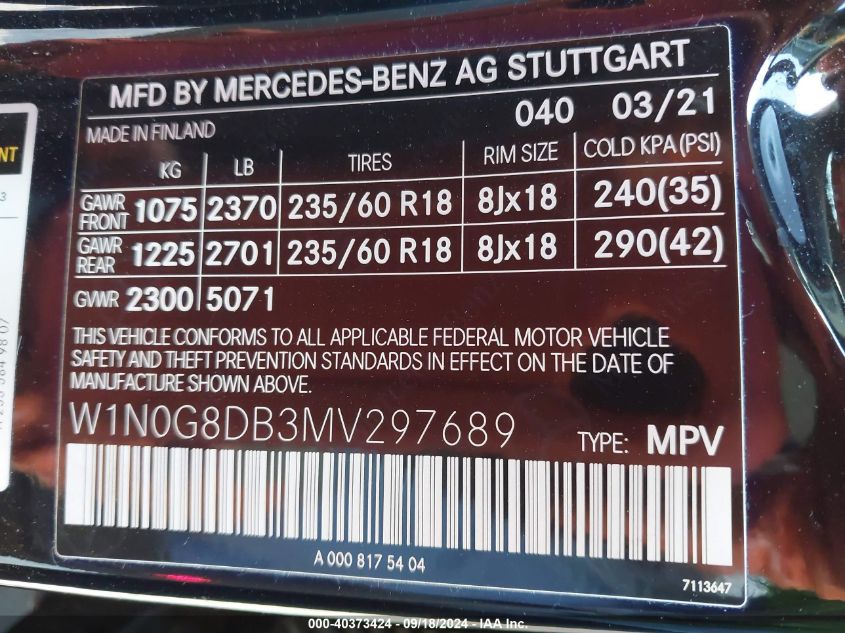 MFD BY MERCEDES-BENZ AG STUTTGART
040 03/21
MADE IN FINLAND
KG LB TIRES RIM SIZE COLD KPA (PSI)
GAWR FRONT 1075 2370 235/60 R18 8Jx18 240(35)
GAWR REAR 1225 2701 235/60 R18 8Jx18 290(42)
GVWR 2300 5071
THIS VEHICLE CONFORMS TO ALL APPLICABLE FEDERAL MOTOR VEHICLE
SAFETY AND THEFT PREVENTION STANDARDS IN EFFECT ON THE DATE OF
MANUFACTURE SHOWN ABOVE.
W1N0G8DB3MV297689 TYPE: MPV
A 000 817 54 04
7113647
000-40373424 - 09/18/2024 - IAA Inc.